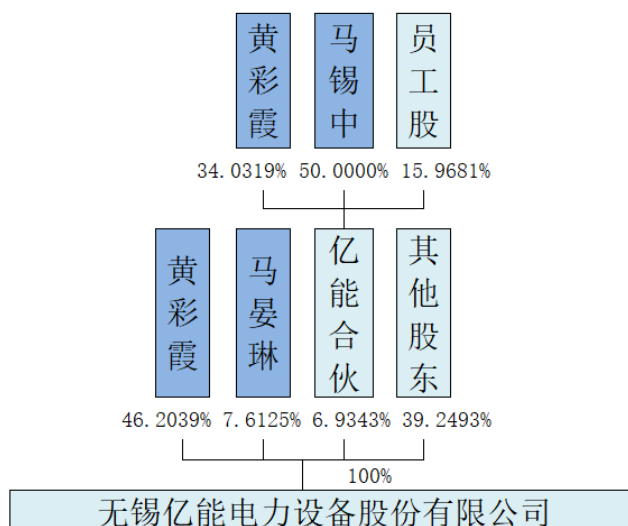 黄彩霞
马锡中
员工股
34.0319% 50.0000% 15.9681%
黄彩霞
马晏琳
亿能合伙
其他股东
46.2039% 7.6125% 6.9343% 39.2493%
100%
无锡亿能电力设备股份有限公司